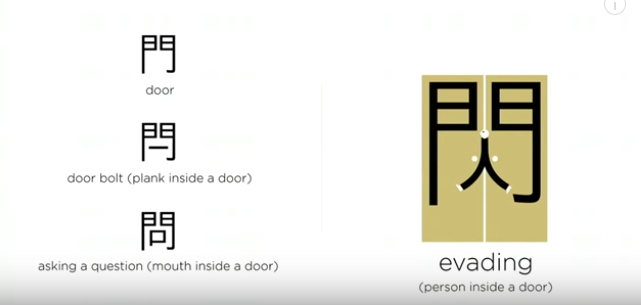 門
door
閂
door bolt (plank inside a door)
問
asking a question (mouth inside a door)
閃
evading
(person inside a door)